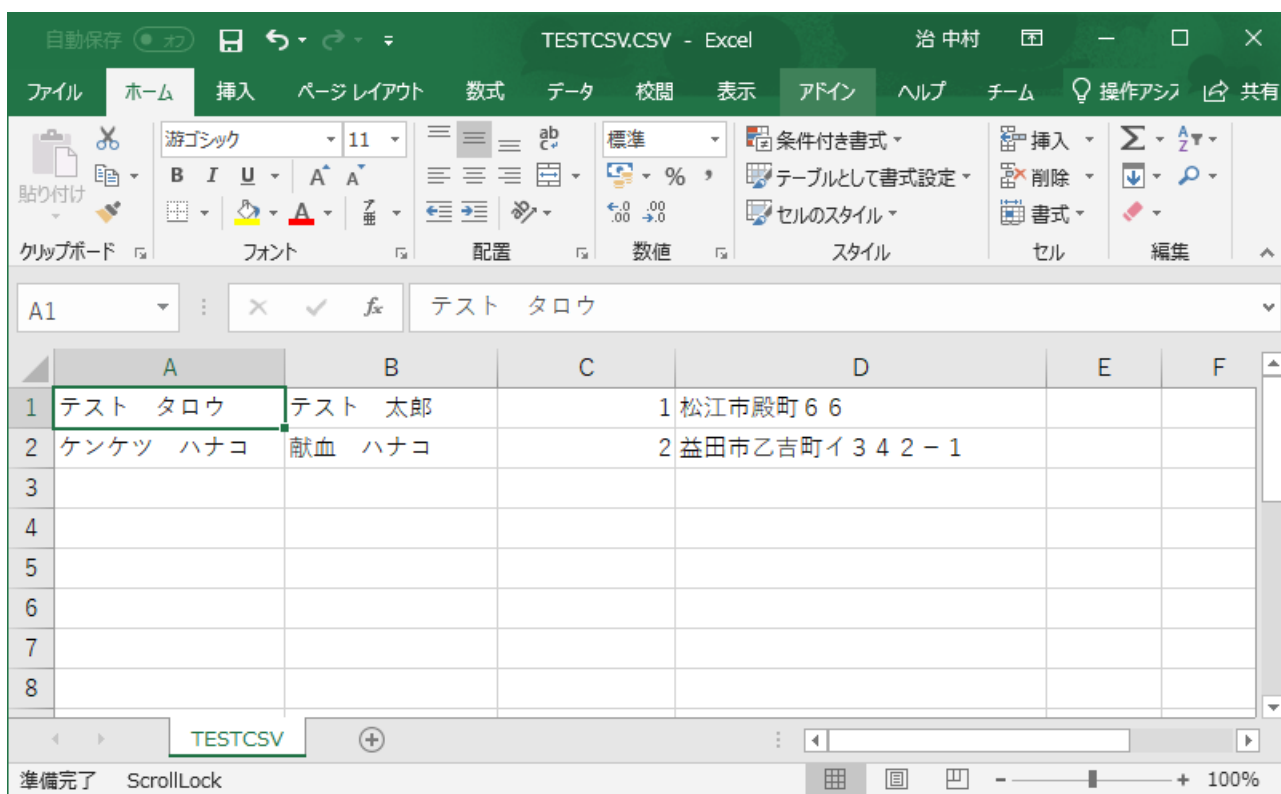 自動保存 オフ TESTCSV.CSV - Excel 治 中村
ファイル ホーム 挿入 ページ レイアウト 数式 データ 校閲 表示 アドイン ヘルプ チーム 操作アシス 共有
游ゴシック 11 標準 条件付き書式 挿入
貼り付け B I U A A % テーブルとして書式設定 削除
A ア亜 .00 .0 セルのスタイル 書式
クリップボード フォント 配置 数値 スタイル セル 編集
A1 fx テスト　タロウ
A B C D E F
1 テスト　タロウ テスト　太郎 1 松江市殿町６６
2 ケンケツ　ハナコ 献血　ハナコ 2 益田市乙吉町イ３４２－１
3
4
5
6
7
8
TESTCSV
準備完了 ScrollLock 100%